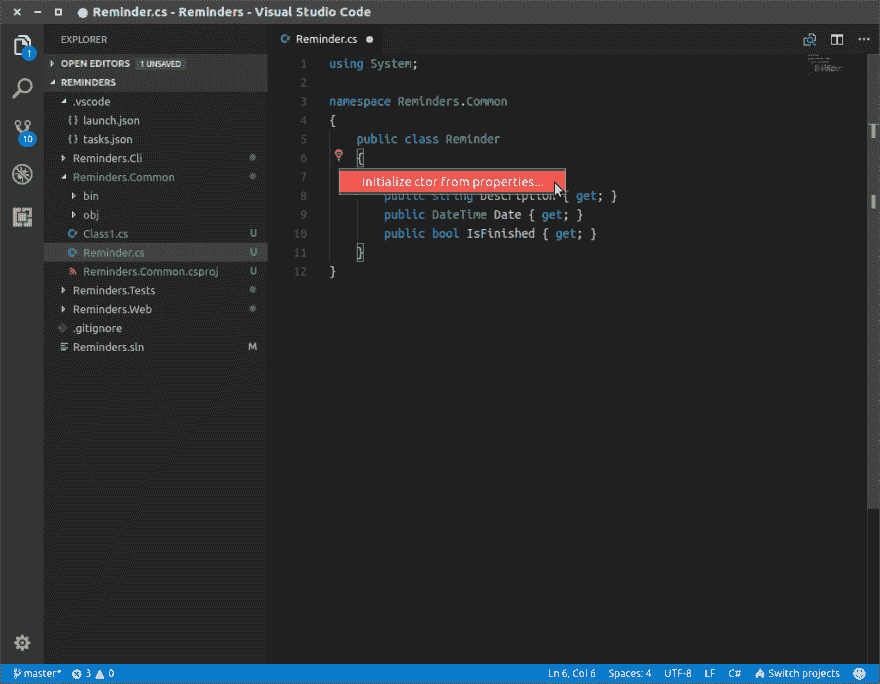 Reminder.cs - Reminders - Visual Studio Code
EXPLORER
OPEN EDITORS 1 UNSAVED
REMINDERS
.vscode
launch.json
tasks.json
Reminders.Cli
Reminders.Common
bin
obj
Class1.cs U
Reminder.cs U
Reminders.Common.csproj U
Reminders.Tests
Reminders.Web
.gitignore
Reminders.sln M
1
10
Reminder.cs
1 using System;
2
3 namespace Reminders.Common
4 {
5 public class Reminder
6 {
7 Initialize ctor from properties...
8 public string Description { get; }
9 public DateTime Date { get; }
10 public bool IsFinished { get; }
11 }
12 }
master* 3 0 Ln 6, Col 6 Spaces: 4 UTF-8 LF C# Switch projects